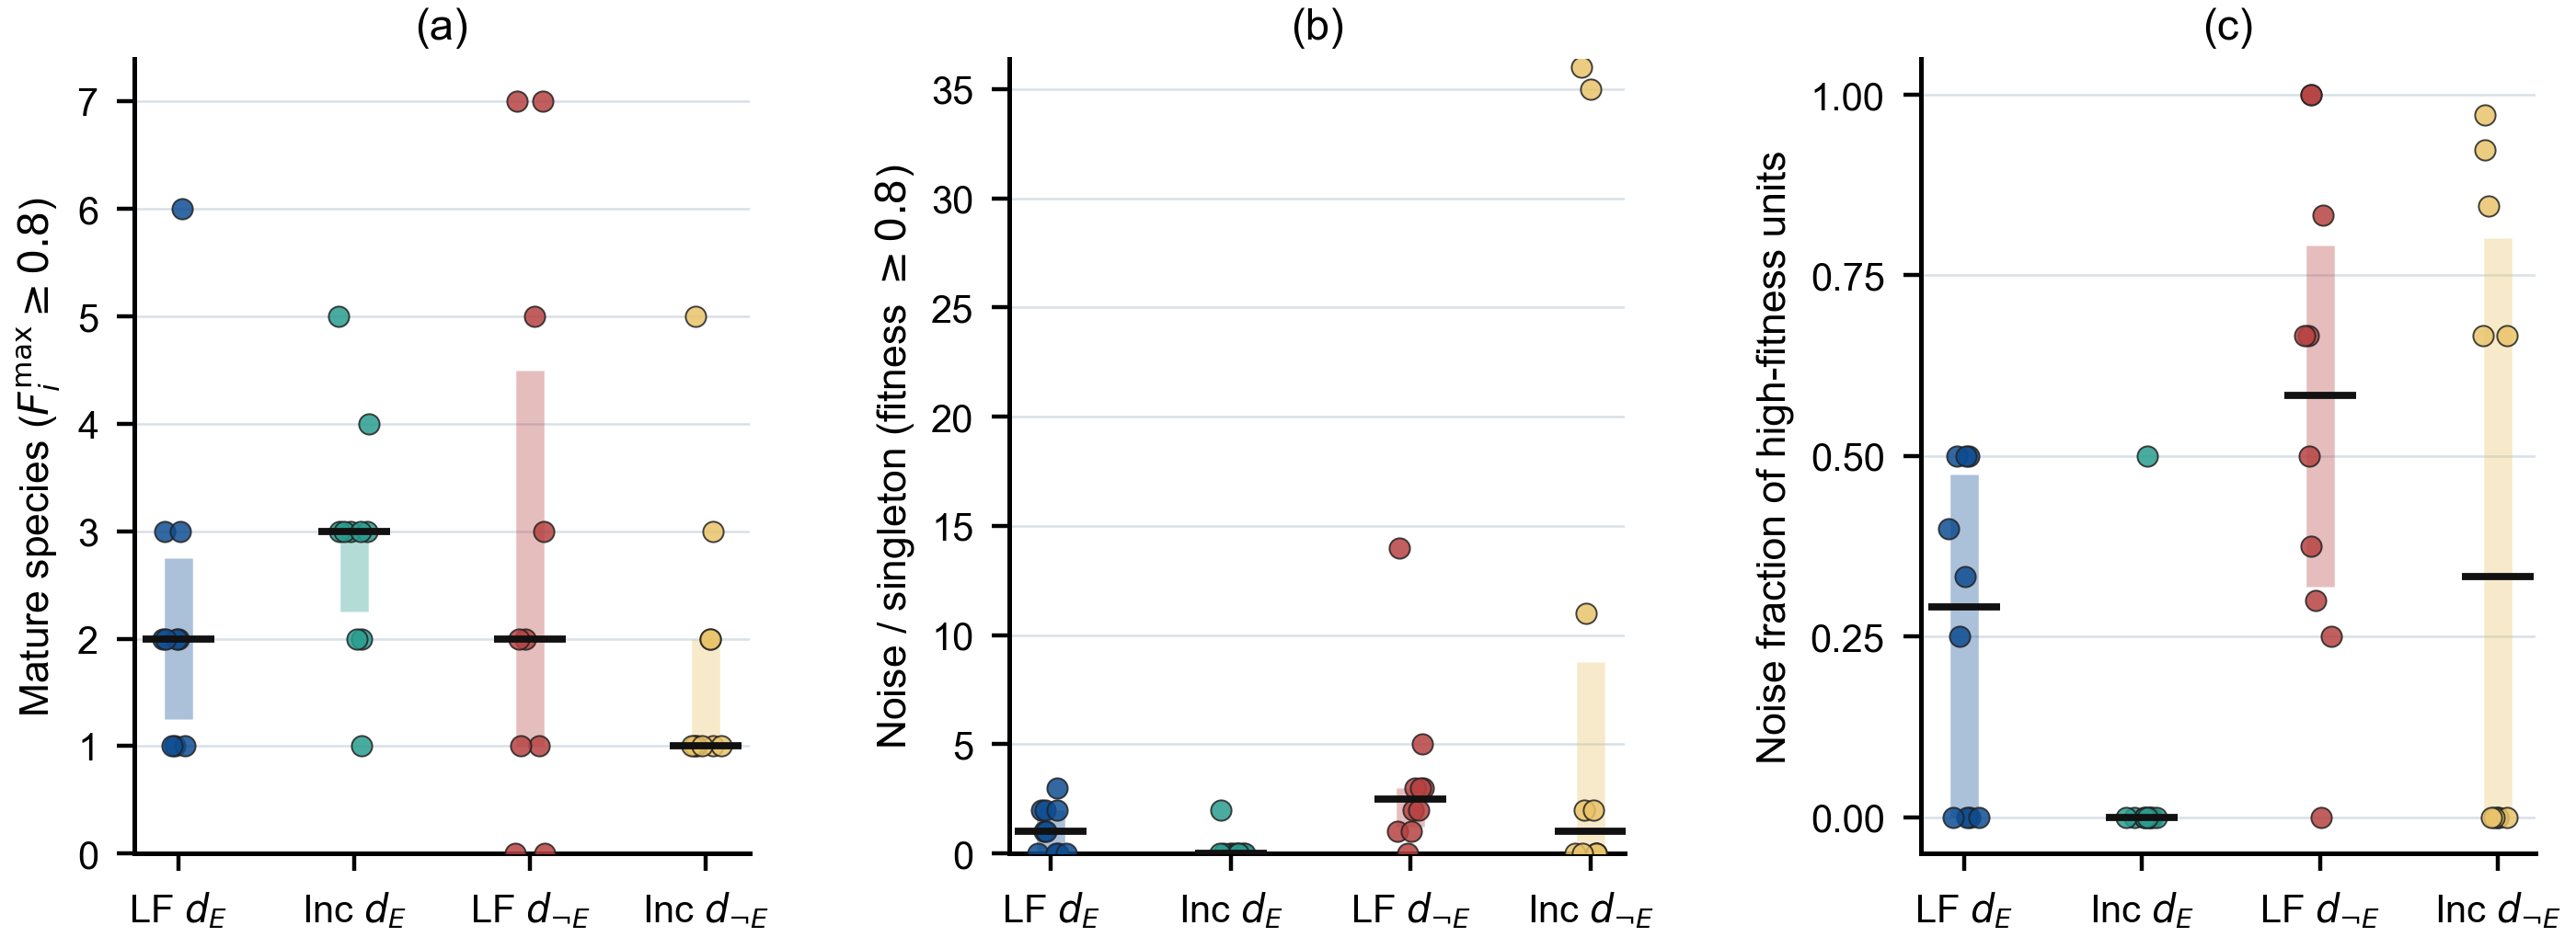 (a)
Mature species (F_i^max ≥ 0.8)
7
6
5
4
3
2
1
0
LF d_E
Inc d_E
LF d_¬E
Inc d_¬E
(b)
Noise / singleton (fitness ≥ 0.8)
35
30
25
20
15
10
5
0
LF d_E
Inc d_E
LF d_¬E
Inc d_¬E
(c)
Noise fraction of high-fitness units
1.00
0.75
0.50
0.25
0.00
LF d_E
Inc d_E
LF d_¬E
Inc d_¬E